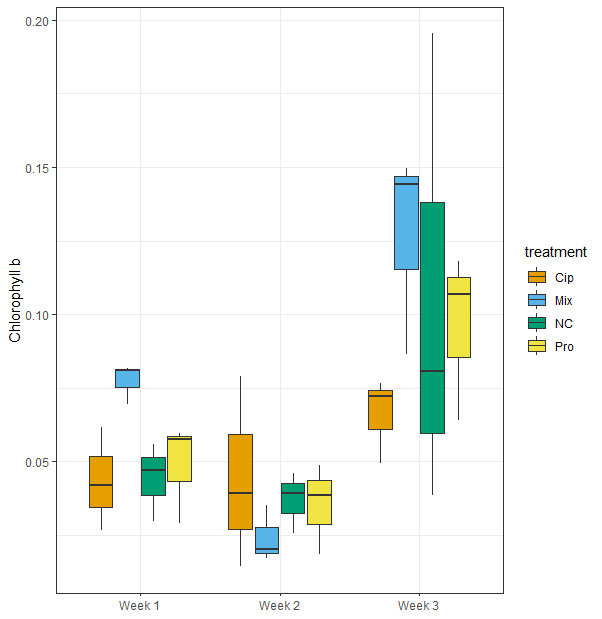 0.20
0.15
0.10
0.05
Chlorophyll b
Week 1
Week 2
Week 3
treatment
Cip
Mix
NC
Pro